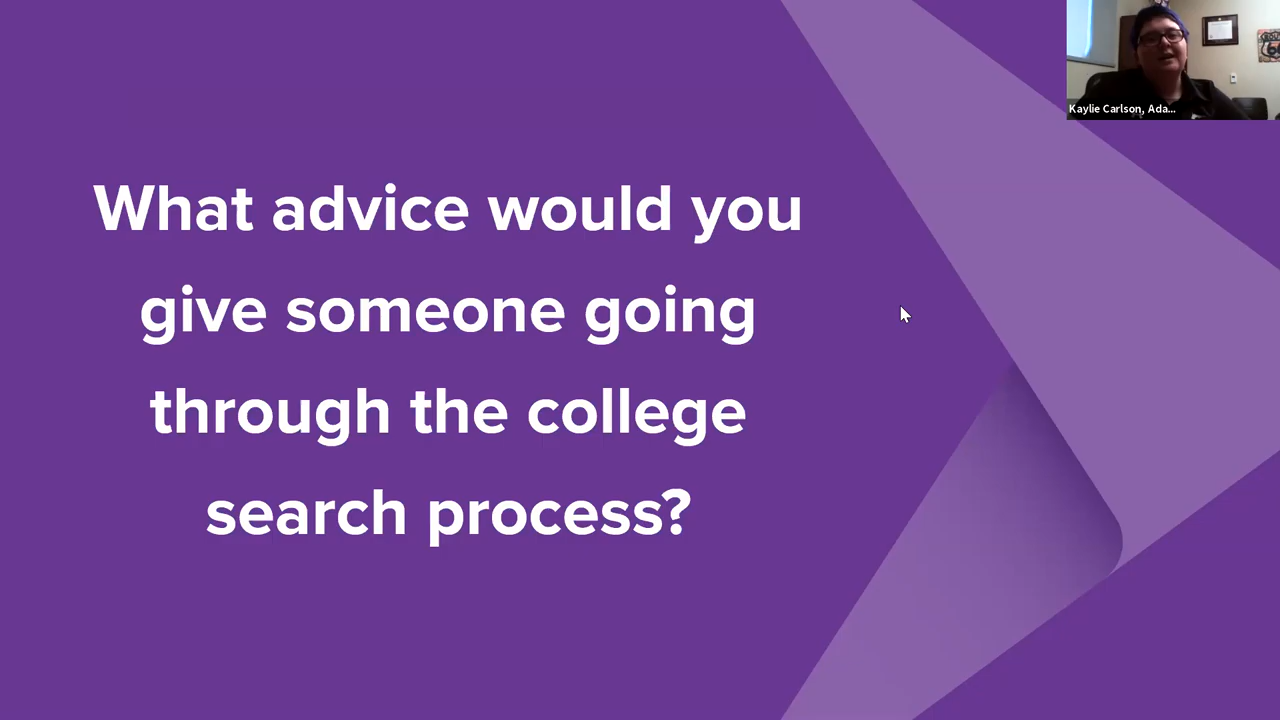 What advice would you
give someone going
through the college
search process?
Kaylie Carlson, Ada...